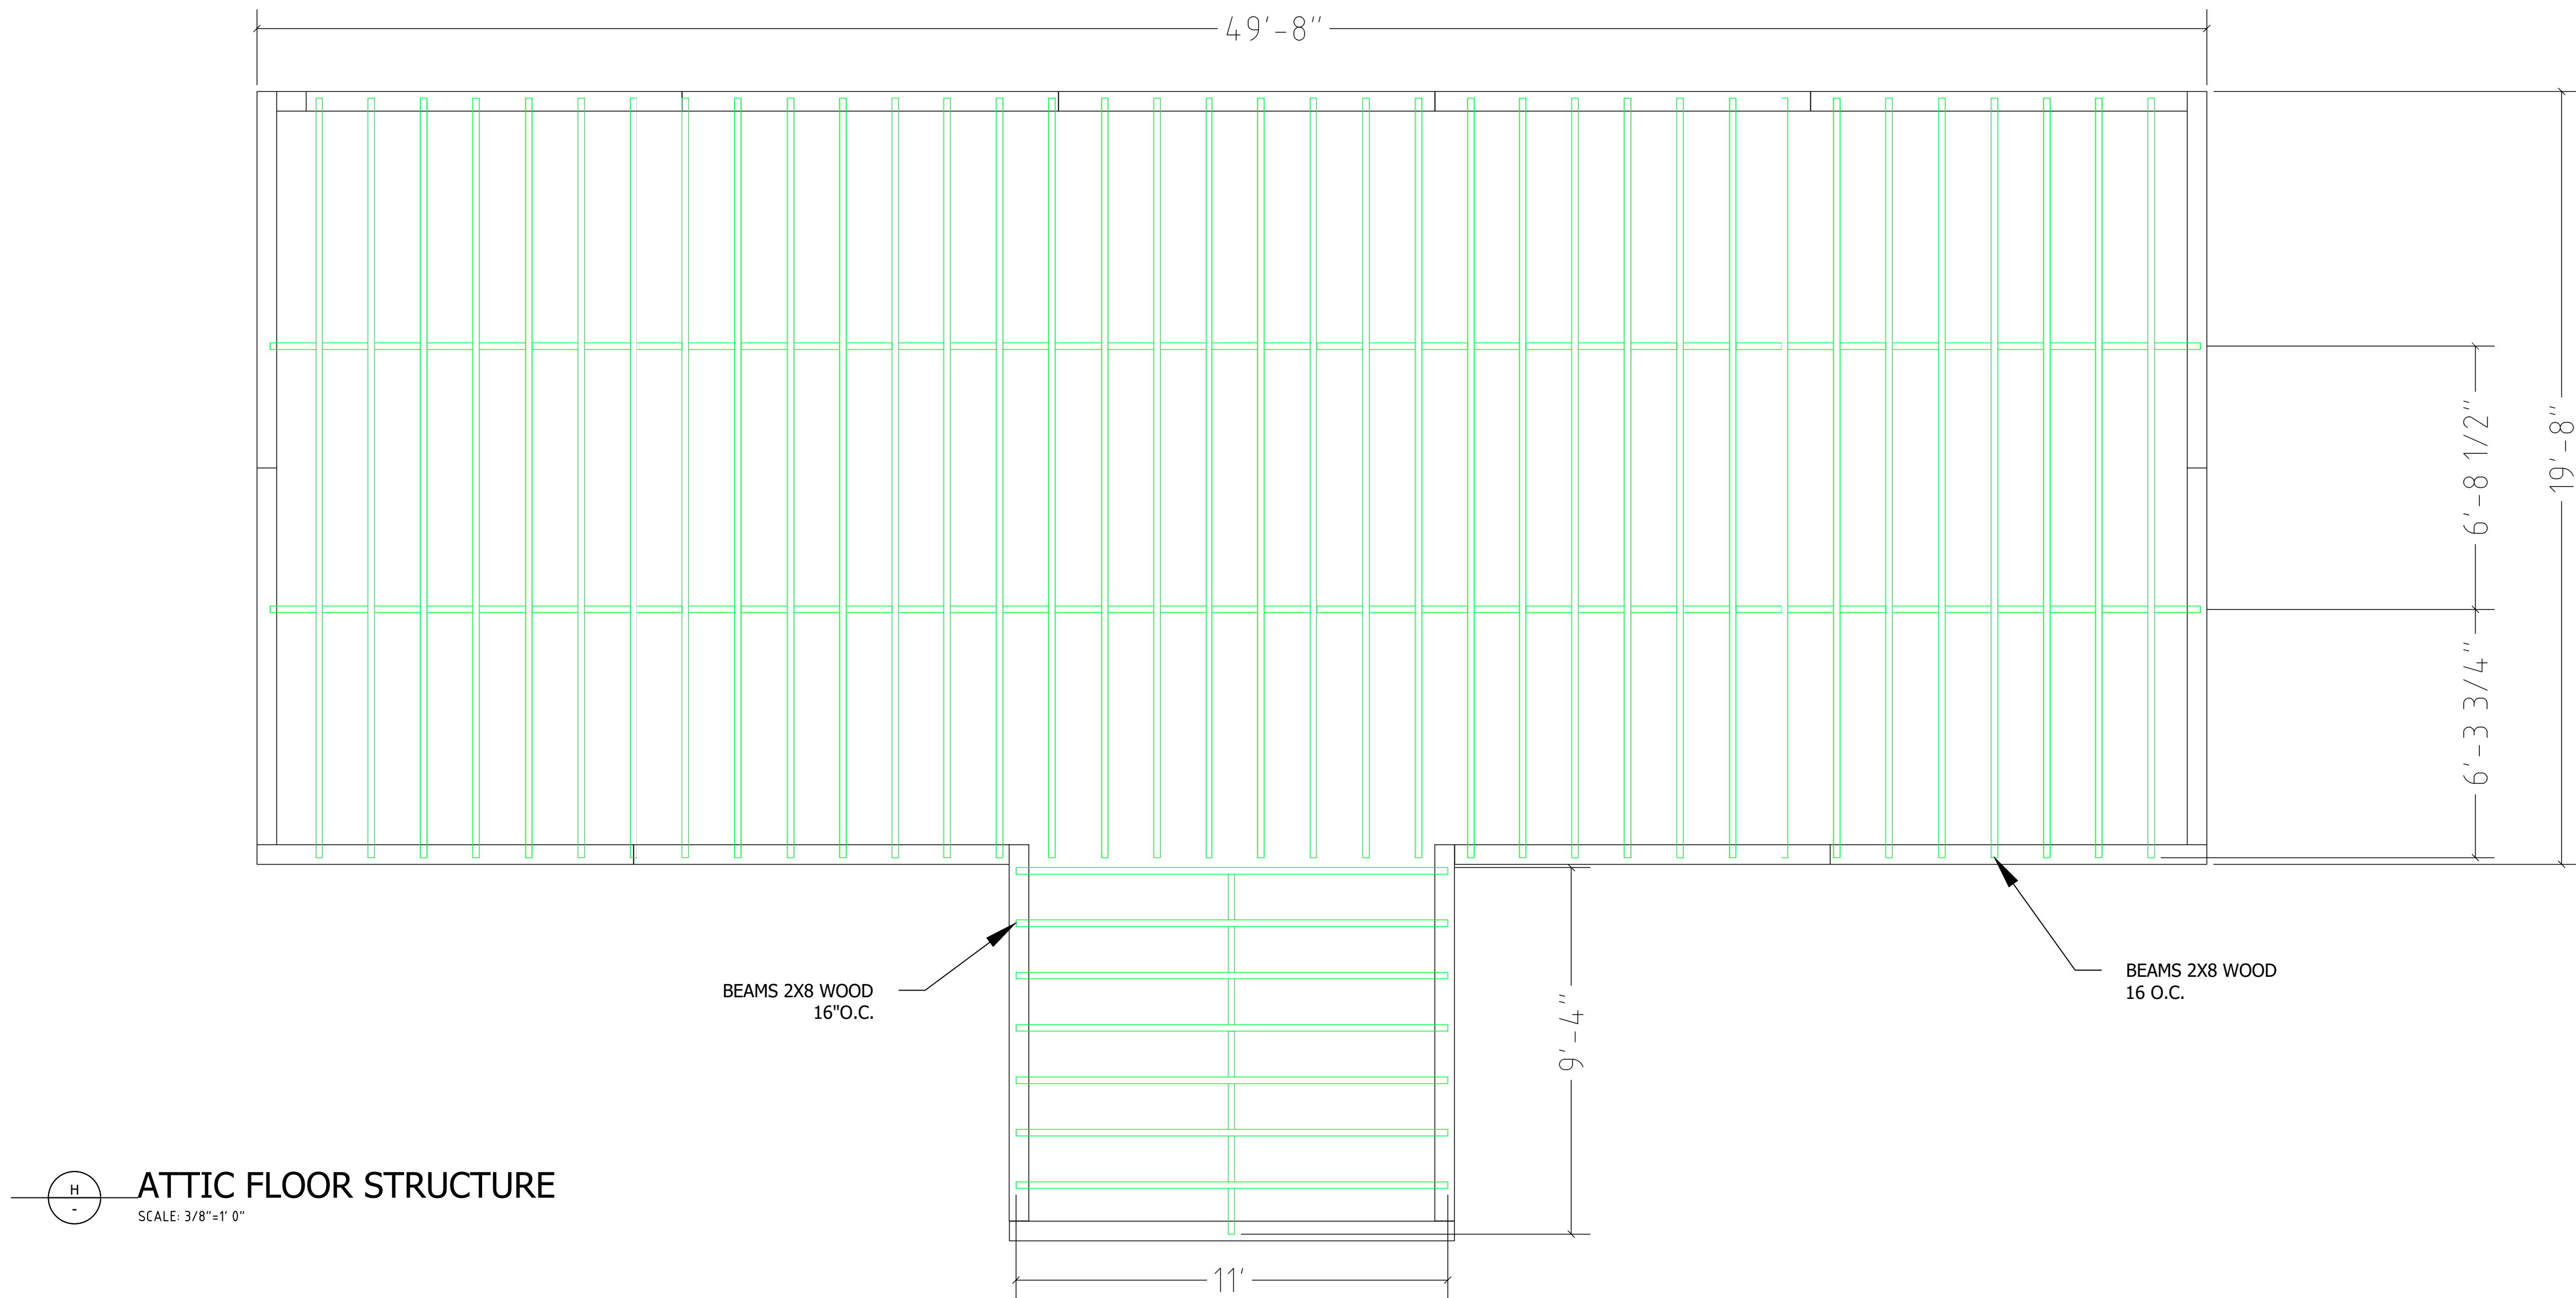 49'-8"
6'-8 1/2"
19'-8"
6'-3 3/4"
BEAMS 2X8 WOOD
16"O.C.
BEAMS 2X8 WOOD
16 O.C.
9'-4"
H
-
ATTIC FLOOR STRUCTURE
SCALE: 3/8"=1' 0"
11'